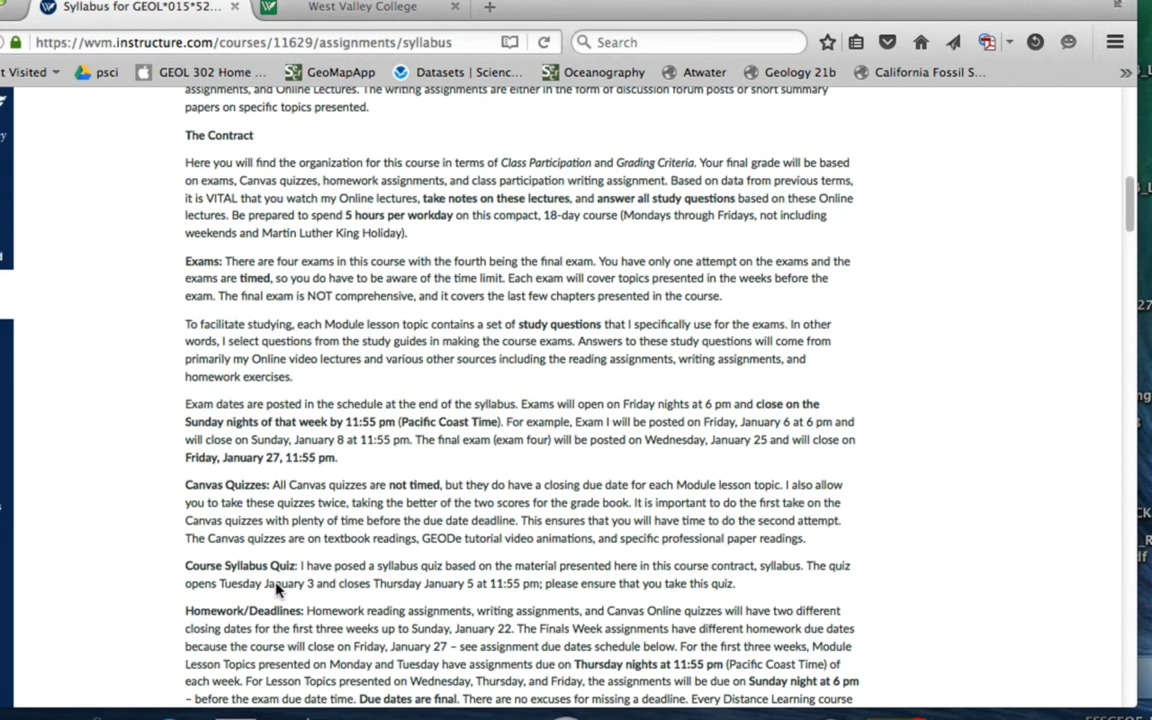 Syllabus for GEOL*015*52...
West Valley College
https://wvm.instructure.com/courses/11629/assignments/syllabus
Search
t Visited
psci
GEOL 302 Home ...
GeoMapApp
Datasets | Scienc...
Oceanography
Atwater
Geology 21b
California Fossil S...
assignments, and Online Lectures. The writing assignments are either in the form of discussion forum posts or short summary
papers on specific topics presented.
The Contract
Here you will find the organization for this course in terms of Class Participation and Grading Criteria. Your final grade will be based
on exams, Canvas quizzes, homework assignments, and class participation writing assignment. Based on data from previous terms,
it is VITAL that you watch my Online lectures, take notes on these lectures, and answer all study questions based on these Online
lectures. Be prepared to spend 5 hours per workday on this compact, 18-day course (Mondays through Fridays, not including
weekends and Martin Luther King Holiday).
Exams: There are four exams in this course with the fourth being the final exam. You have only one attempt on the exams and the
exams are timed, so you do have to be aware of the time limit. Each exam will cover topics presented in the weeks before the
exam. The final exam is NOT comprehensive, and it covers the last few chapters presented in the course.
To facilitate studying, each Module lesson topic contains a set of study questions that I specifically use for the exams. In other
words, I select questions from the study guides in making the course exams. Answers to these study questions will come from
primarily my Online video lectures and various other sources including the reading assignments, writing assignments, and
homework exercises.
Exam dates are posted in the schedule at the end of the syllabus. Exams will open on Friday nights at 6 pm and close on the
Sunday nights of that week by 11:55 pm (Pacific Coast Time). For example, Exam I will be posted on Friday, January 6 at 6 pm and
will close on Sunday, January 8 at 11:55 pm. The final exam (exam four) will be posted on Wednesday, January 25 and will close on
Friday, January 27, 11:55 pm.
Canvas Quizzes: All Canvas quizzes are not timed, but they do have a closing due date for each Module lesson topic. I also allow
you to take these quizzes twice, taking the better of the two scores for the grade book. It is important to do the first take on the
Canvas quizzes with plenty of time before the due date deadline. This ensures that you will have time to do the second attempt.
The Canvas quizzes are on textbook readings, GEODe tutorial video animations, and specific professional paper readings.
Course Syllabus Quiz: I have posed a syllabus quiz based on the material presented here in this course contract, syllabus. The quiz
opens Tuesday January 3 and closes Thursday January 5 at 11:55 pm; please ensure that you take this quiz.
Homework/Deadlines: Homework reading assignments, writing assignments, and Canvas Online quizzes will have two different
closing dates for the first three weeks up to Sunday, January 22. The Finals Week assignments have different homework due dates
because the course will close on Friday, January 27 – see assignment due dates schedule below. For the first three weeks, Module
Lesson Topics presented on Monday and Tuesday have assignments due on Thursday nights at 11:55 pm (Pacific Coast Time) of
each week. For Lesson Topics presented on Wednesday, Thursday, and Friday, the assignments will be due on Sunday night at 6 pm
– before the exam due date time. Due dates are final. There are no excuses for missing a deadline. Every Distance Learning course